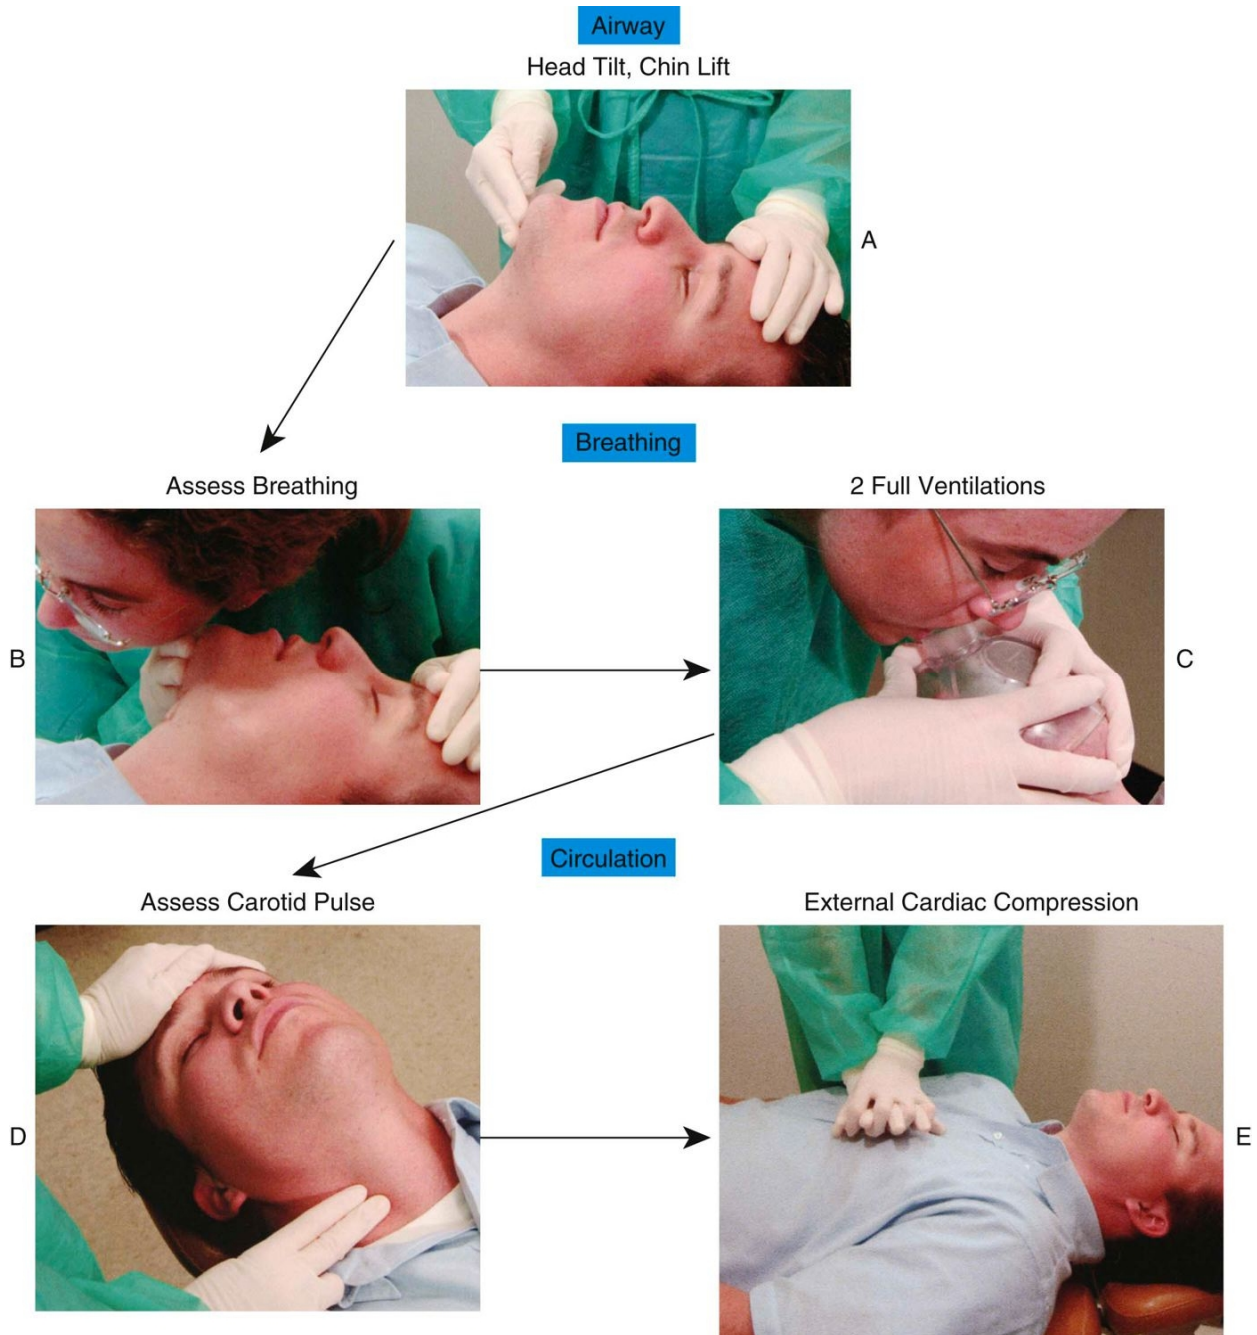 Airway
Head Tilt, Chin Lift
A
Breathing
Assess Breathing
2 Full Ventilations
B
C
Circulation
Assess Carotid Pulse
External Cardiac Compression
D
E